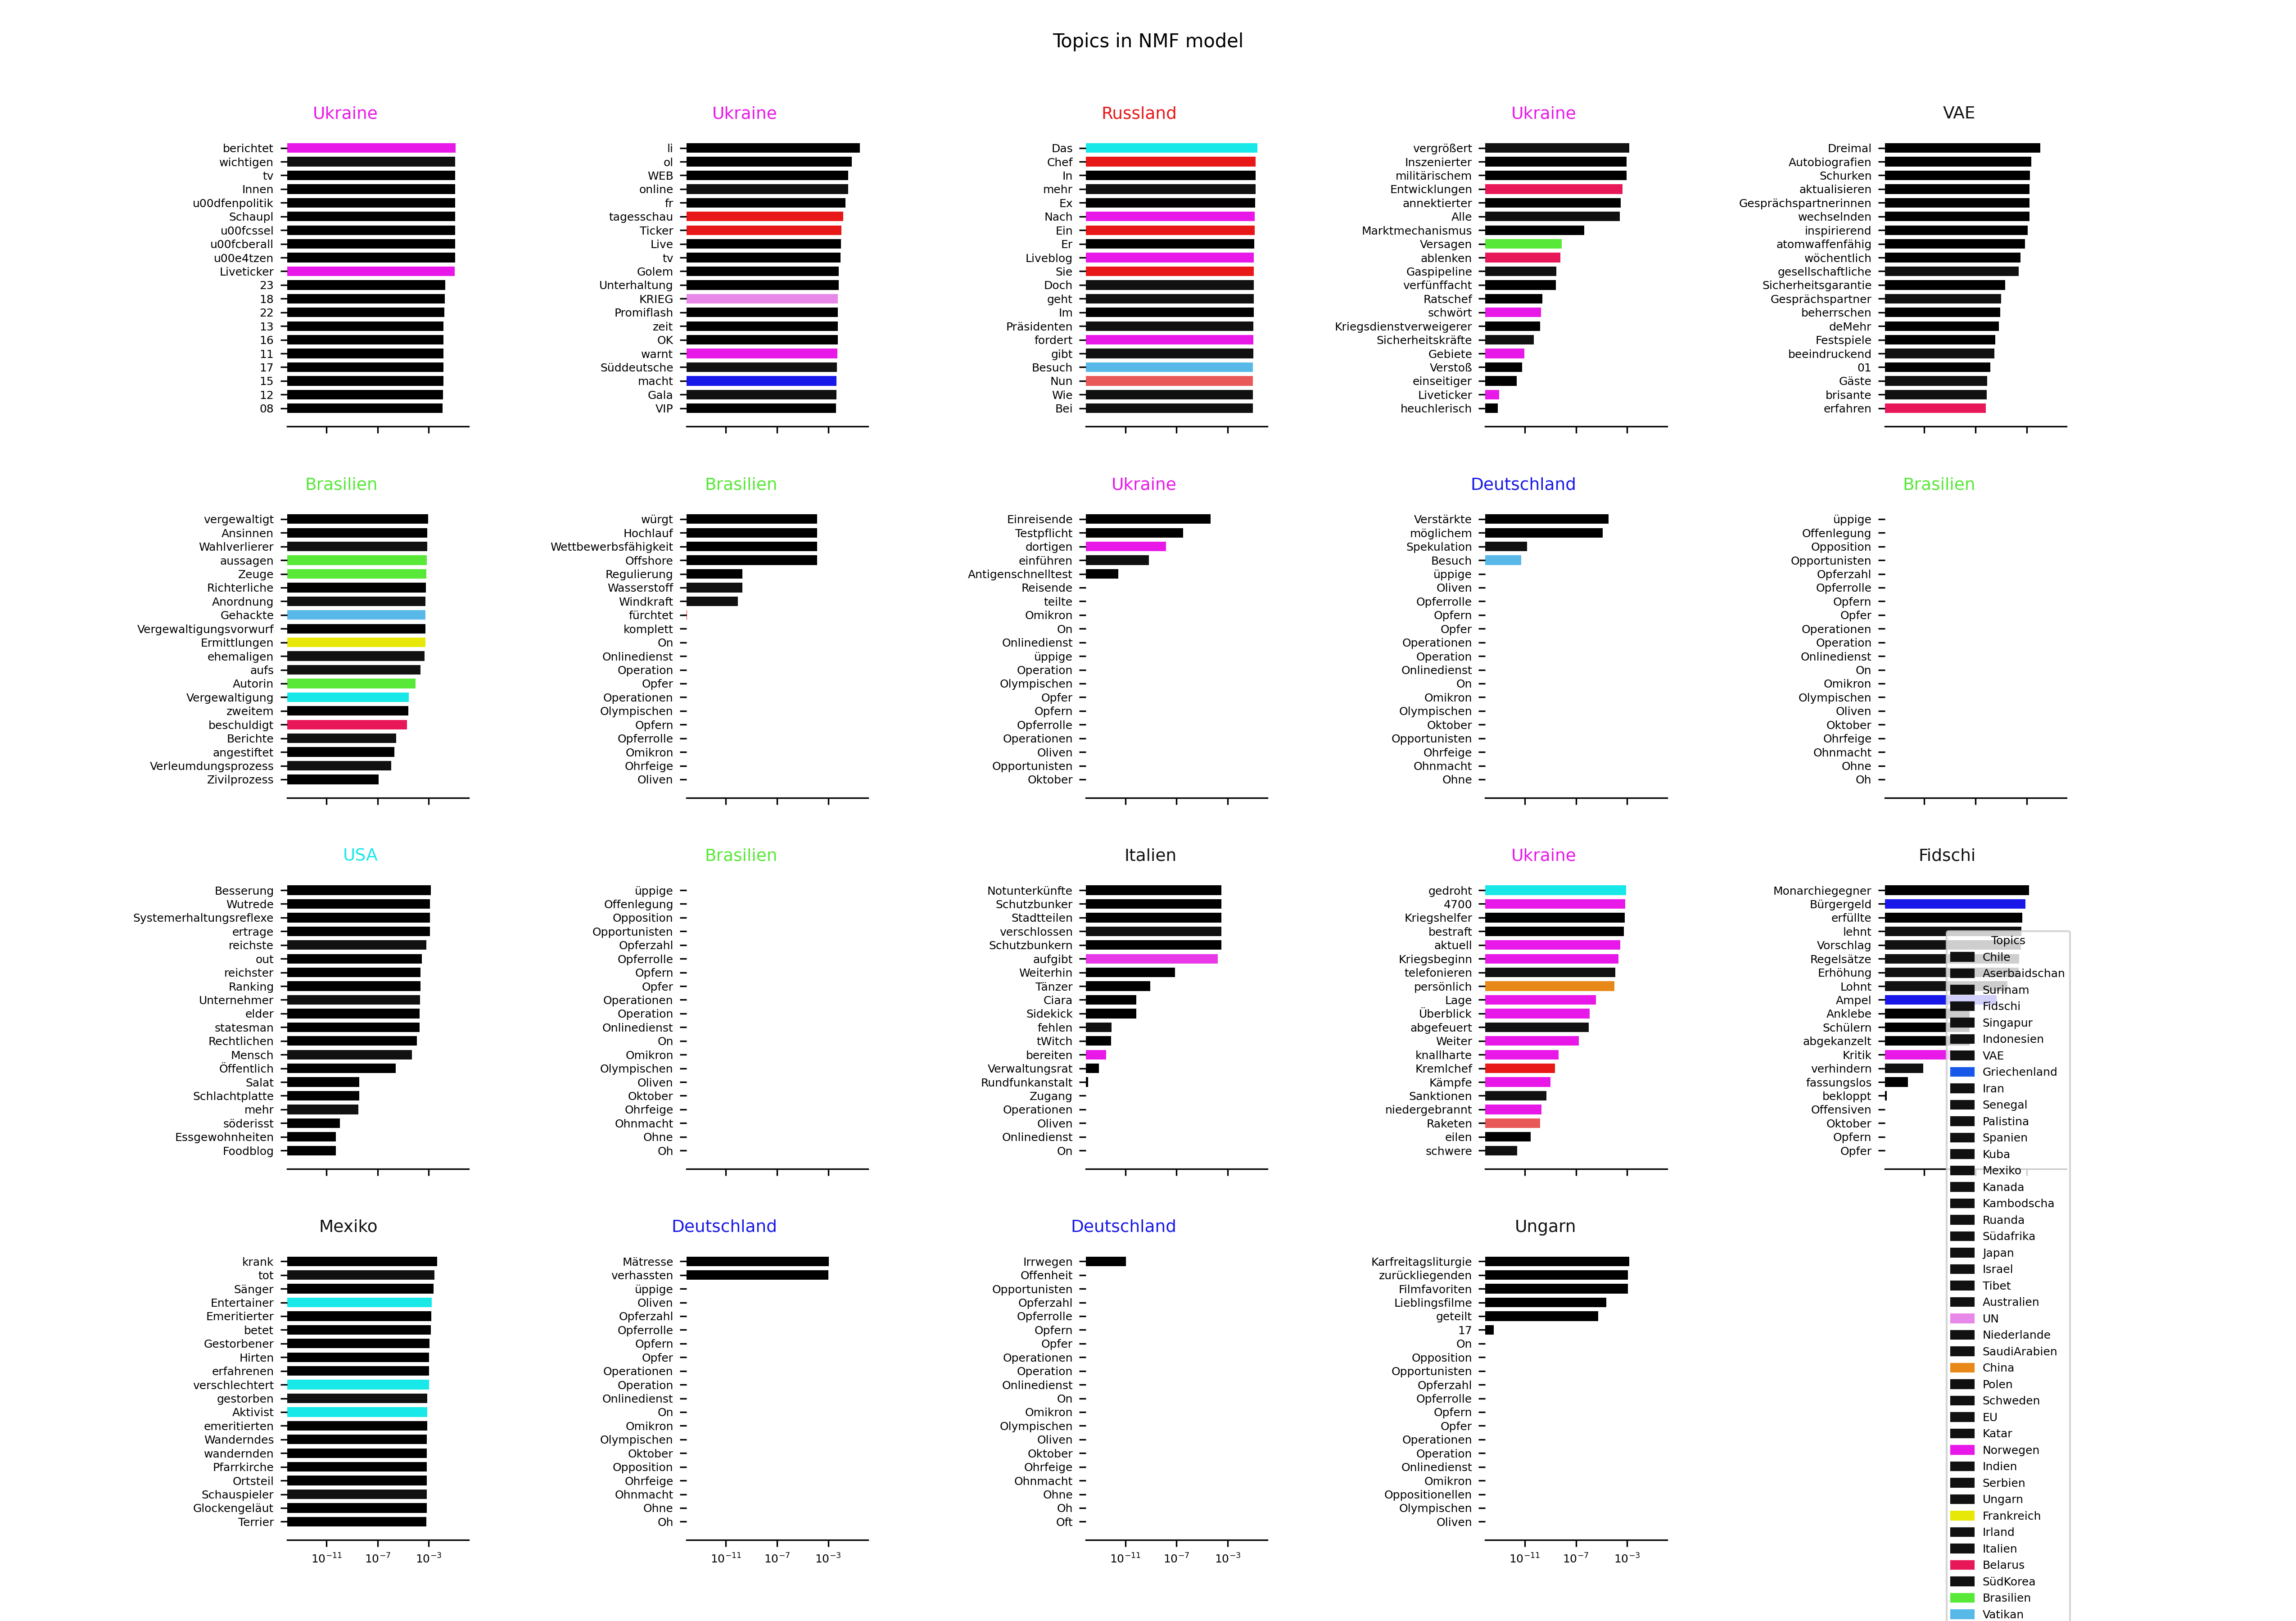 Topics in NMF model
Ukraine
berichtet
wichtigen
tv
Innen
u00dfenpolitik
Schaupl
u00fcssel
u00fcberall
u00e4tzen
Liveticker
23
18
22
13
16
11
17
15
12
08
Ukraine
li
ol
WEB
online
fr
tagesschau
Ticker
Live
tv
Golem
Unterhaltung
KRIEG
Promiflash
zeit
OK
warnt
Süddeutsche
macht
Gala
VIP
Russland
Das
Chef
In
mehr
Ex
Nach
Ein
Er
Liveblog
Sie
Doch
geht
Im
Präsidenten
fordert
gibt
Besuch
Nun
Wie
Bei
Ukraine
vergrößert
Inszenierter
militärischem
Entwicklungen
annektierter
Alle
Marktmechanismus
Versagen
ablenken
Gaspipeline
verfünffacht
Ratschef
schwört
Kriegsdienstverweigerer
Sicherheitskräfte
Gebiete
Verstoß
einseitiger
Liveticker
heuchlerisch
VAE
Dreimal
Autobiografien
Schurken
aktualisieren
Gesprächspartnerinnen
wechselnden
inspirierend
atomwaffenfähig
wöchentlich
gesellschaftliche
Sicherheitsgarantie
Gesprächspartner
beherrschen
deMehr
Festspiele
beeindruckend
01
Gäste
brisante
erfahren
Brasilien
vergewaltigt
Ansinnen
Wahlverlierer
aussagen
Zeuge
Richterliche
Anordnung
Gehackte
Vergewaltigungsvorwurf
Ermittlungen
ehemaligen
aufs
Autorin
Vergewaltigung
zweitem
beschuldigt
Berichte
angestiftet
Verleumdungsprozess
Zivilprozess
Brasilien
würgt
Hochlauf
Wettbewerbsfähigkeit
Offshore
Regulierung
Wasserstoff
Windkraft
fürchtet
komplett
On
Onlinedienst
Operation
Opfer
Operationen
Olympischen
Opfern
Opferrolle
Omikron
Ohrfeige
Oliven
Ukraine
Einreisende
Testpflicht
dortigen
einführen
Antigenschnelltest
Reisende
teilte
Omikron
On
Onlinedienst
üppige
Operation
Olympischen
Opfer
Opfern
Opferrolle
Operationen
Oliven
Opportunisten
Oktober
Deutschland
Verstärkte
möglichem
Spekulation
Besuch
üppige
Oliven
Opferrolle
Opfern
Opfer
Operationen
Operation
Onlinedienst
On
Omikron
Olympischen
Oktober
Opportunisten
Ohrfeige
Ohnmacht
Ohne
Brasilien
üppige
Offenlegung
Opposition
Opportunisten
Opferzahl
Opferrolle
Opfern
Opfer
Operationen
Operation
Onlinedienst
On
Omikron
Olympischen
Oliven
Oktober
Ohrfeige
Ohnmacht
Ohne
Oh
USA
Besserung
Wutrede
Systemerhaltungsreflexe
ertrage
reichste
out
reichster
Ranking
Unternehmer
elder
statesman
Rechtlichen
Mensch
Öffentlich
Salat
Schlachtplatte
mehr
söderisst
Essgewohnheiten
Foodblog
Brasilien
üppige
Offenlegung
Opposition
Opportunisten
Opferzahl
Opferrolle
Opfern
Opfer
Operationen
Operation
Onlinedienst
On
Omikron
Olympischen
Oliven
Oktober
Ohrfeige
Ohnmacht
Ohne
Oh
Italien
Notunterkünfte
Schutzbunker
Stadtteilen
verschlossen
Schutzbunkern
aufgibt
Weiterhin
Tänzer
Ciara
Sidekick
fehlen
tWitch
bereiten
Verwaltungsrat
Rundfunkanstalt
Zugang
Operationen
Oliven
Onlinedienst
On
Ukraine
gedroht
4700
Kriegshelfer
bestraft
aktuell
Kriegsbeginn
telefonieren
persönlich
Lage
Überblick
abgefeuert
Weiter
knallharte
Kremlchef
Kämpfe
Sanktionen
niedergebrannt
Raketen
eilen
schwere
Fidschi
Monarchiegegner
Bürgergeld
erfüllte
lehnt
Vorschlag
Regelsätze
Erhöhung
Lohnt
Ampel
Anklebe
Schülern
abgekanzelt
Kritik
verhindern
fassungslos
bekloppt
Offensiven
Oktober
Opfern
Opfer
Mexiko
krank
tot
Sänger
Entertainer
Emeritierter
betet
Gestorbener
Hirten
erfahrenen
verschlechtert
gestorben
Aktivist
emeritierten
Wanderndes
wandernden
Pfarrkirche
Ortsteil
Schauspieler
Glockengeläut
Terrier
10⁻¹¹ 10⁻⁷ 10⁻³
Deutschland
Mätresse
verhassten
üppige
Oliven
Opferzahl
Opferrolle
Opfern
Opfer
Operationen
Operation
Onlinedienst
On
Omikron
Olympischen
Oktober
Opposition
Ohrfeige
Ohnmacht
Ohne
Oh
10⁻¹¹ 10⁻⁷ 10⁻³
Deutschland
Irrwegen
Offenheit
Opportunisten
Opferzahl
Opferrolle
Opfern
Opfer
Operationen
Operation
Onlinedienst
On
Omikron
Olympischen
Oliven
Oktober
Ohrfeige
Ohnmacht
Ohne
Oh
Oft
10⁻¹¹ 10⁻⁷ 10⁻³
Ungarn
Karfreitagsliturgie
zurückliegenden
Filmfavoriten
Lieblingsfilme
geteilt
17
On
Opposition
Opportunisten
Opferzahl
Opferrolle
Opfern
Opfer
Operationen
Operation
Onlinedienst
Omikron
Oppositionellen
Olympischen
Oliven
10⁻¹¹ 10⁻⁷ 10⁻³
Topics
Chile
Aserbaidschan
Surinam
Fidschi
Singapur
Indonesien
VAE
Griechenland
Iran
Senegal
Palistina
Spanien
Kuba
Mexiko
Kanada
Kambodscha
Ruanda
Südafrika
Japan
Israel
Tibet
Australien
UN
Niederlande
SaudiArabien
China
Polen
Schweden
EU
Katar
Norwegen
Indien
Serbien
Ungarn
Frankreich
Irland
Italien
Belarus
SüdKorea
Brasilien
Vatikan